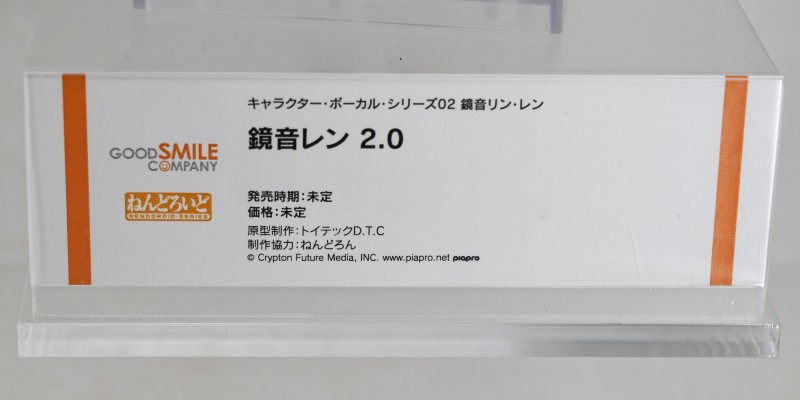 キャラクター・ボーカル・シリーズ02 鏡音リン・レン
GOOD SMILE
COMPANY
鏡音レン 2.0
ねんどろいど
NENDOROID-SERIES
発売時期：未定
価格：未定
原型制作：トイテックD.T.C
制作協力：ねんどろん
© Crypton Future Media, INC. www.piapro.net piapro